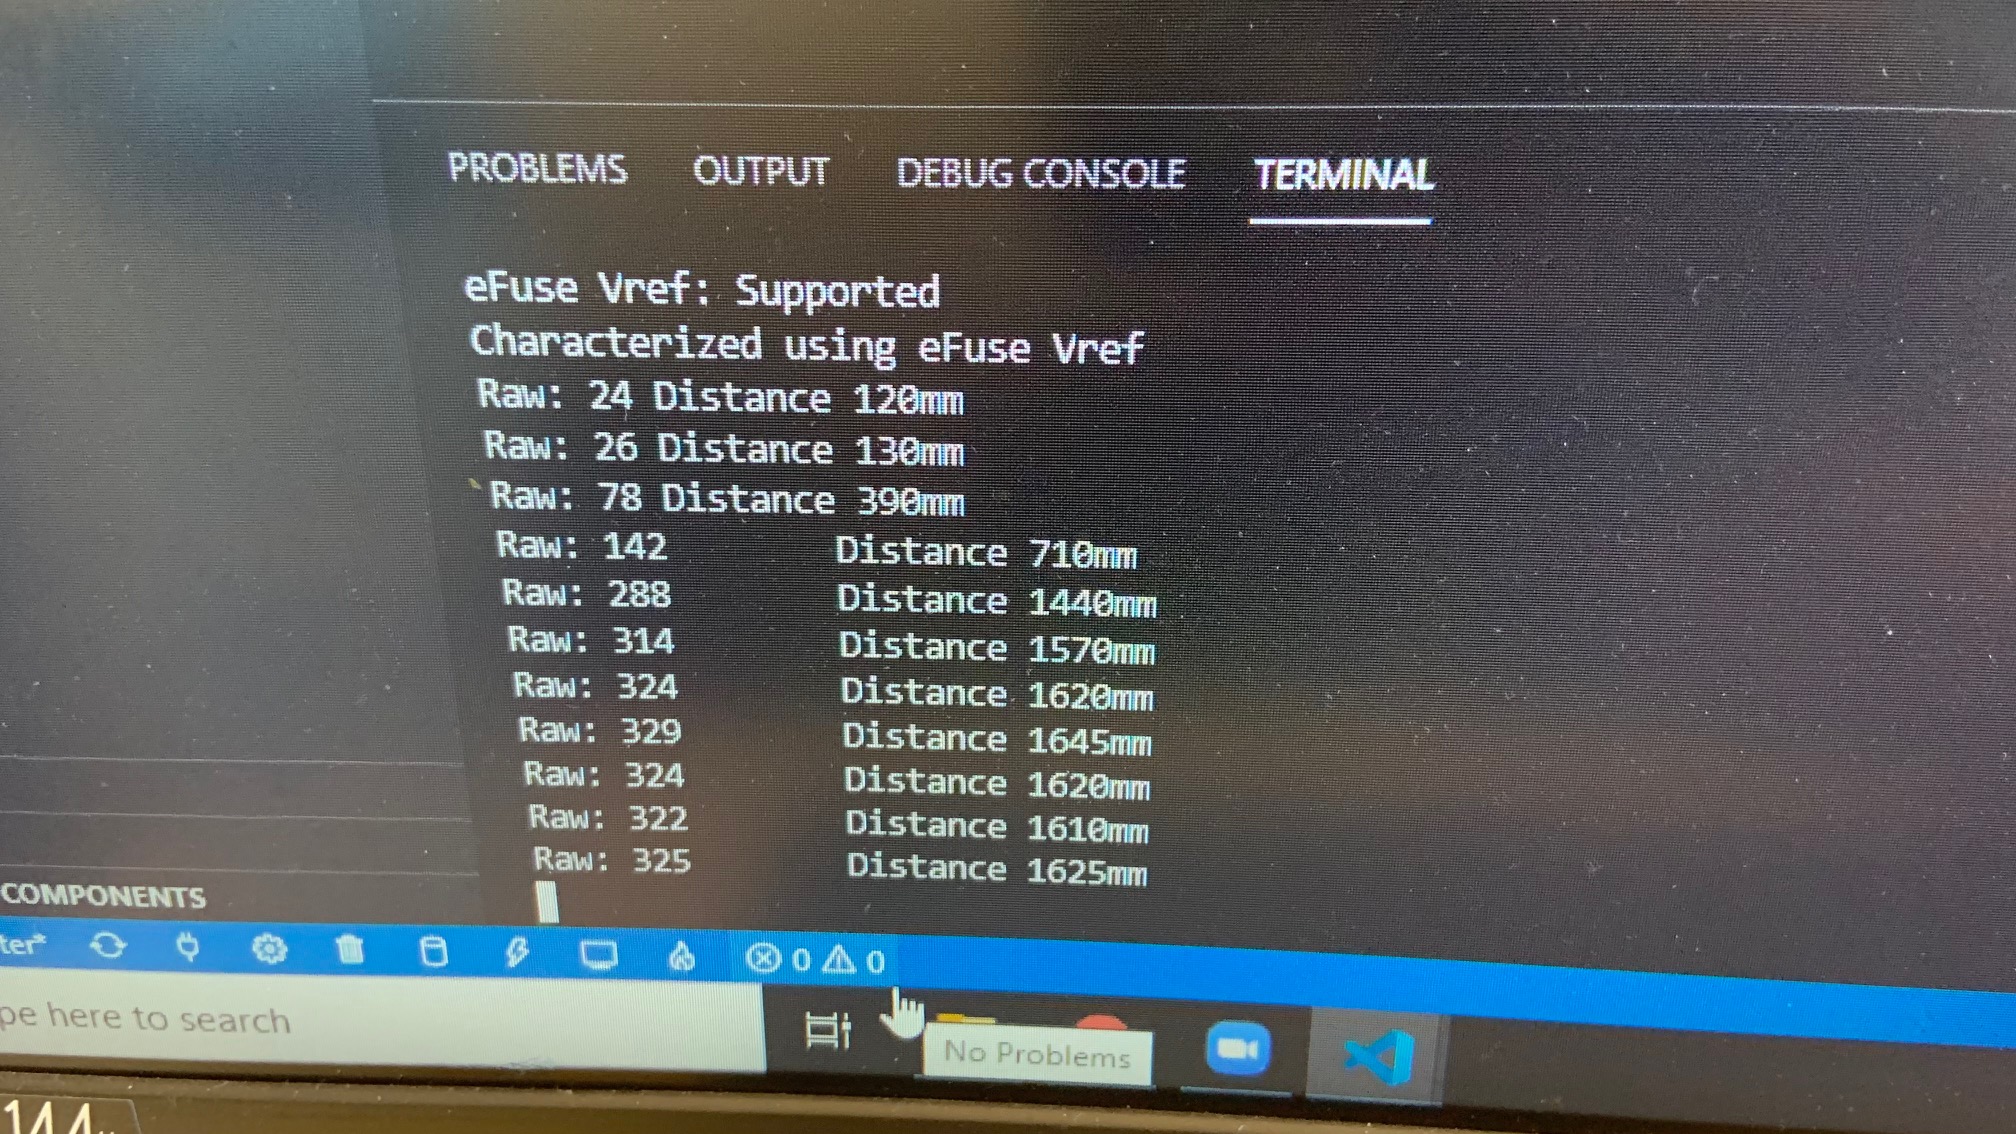 PROBLEMS OUTPUT DEBUG CONSOLE TERMINAL
eFuse Vref: Supported
Characterized using eFuse Vref
Raw: 24 Distance 120mm
Raw: 26 Distance 130mm
Raw: 78 Distance 390mm
Raw: 142 Distance 710mm
Raw: 288 Distance 1440mm
Raw: 314 Distance 1570mm
Raw: 324 Distance 1620mm
Raw: 329 Distance 1645mm
Raw: 324 Distance 1620mm
Raw: 322 Distance 1610mm
Raw: 325 Distance 1625mm
COMPONENTS
ter* 0 0
pe here to search
No Problems
144